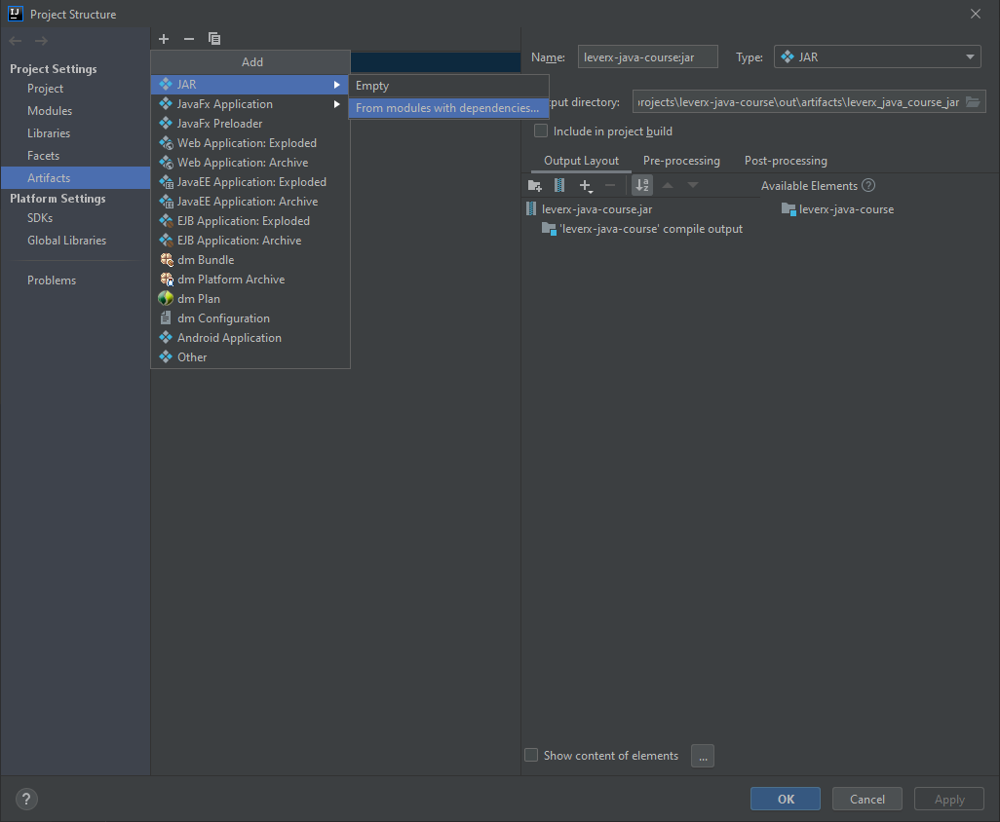 Project Structure
Project Settings
Project
Modules
Libraries
Facets
Artifacts
Platform Settings
SDKs
Global Libraries
Problems
Add
JAR
JavaFx Application
JavaFx Preloader
Web Application: Exploded
Web Application: Archive
JavaEE Application: Exploded
JavaEE Application: Archive
EJB Application: Exploded
EJB Application: Archive
dm Bundle
dm Platform Archive
dm Plan
dm Configuration
Android Application
Other
Empty
From modules with dependencies...
Name: leverx-java-course:jar Type: JAR
put directory: rojects\leverx-java-course\out\artifacts\leverx_java_course_jar
Include in project build
Output Layout Pre-processing Post-processing
Available Elements ?
leverx-java-course.jar
'leverx-java-course' compile output
leverx-java-course
Show content of elements ...
? OK Cancel Apply